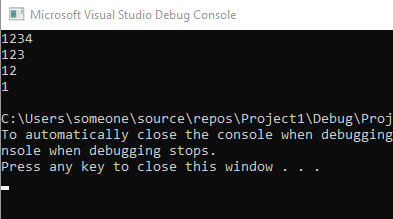 Microsoft Visual Studio Debug Console
1234
123
12
1
C:\Users\someone\source\repos\Project1\Debug\Proj
To automatically close the console when debugging
nsole when debugging stops.
Press any key to close this window . . .